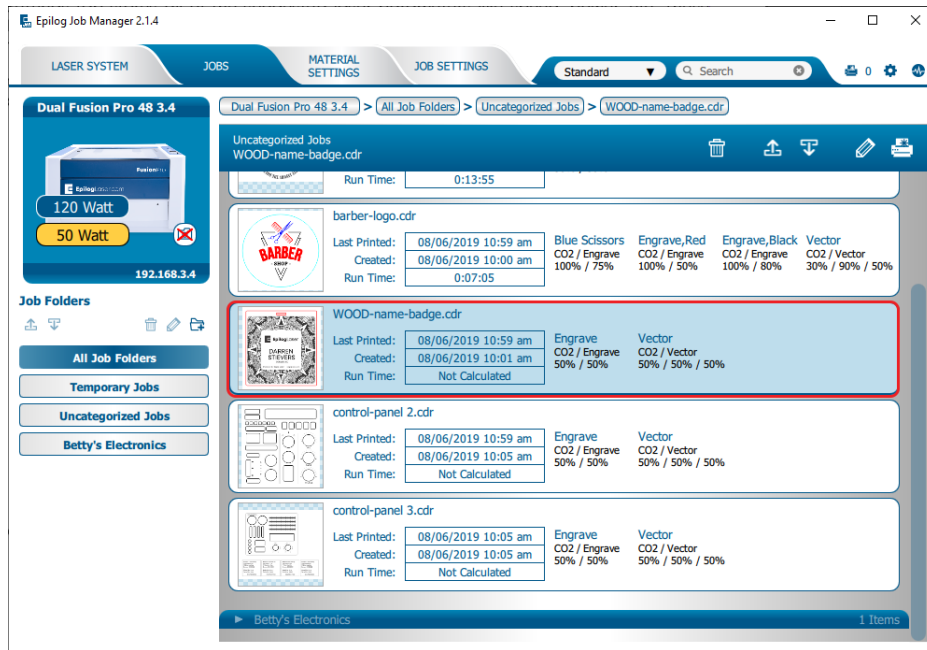 Epilog Job Manager 2.1.4
LASER SYSTEM
JOBS
MATERIAL
SETTINGS
JOB SETTINGS
Standard
Search
0
Dual Fusion Pro 48 3.4
FusionPro
EpilogLaser.com
120 Watt
50 Watt
192.168.3.4
Job Folders
All Job Folders
Temporary Jobs
Uncategorized Jobs
Betty's Electronics
Dual Fusion Pro 48 3.4 > All Job Folders > Uncategorized Jobs > WOOD-name-badge.cdr
Uncategorized Jobs
WOOD-name-badge.cdr
Run Time: 0:13:55
barber-logo.cdr
BARBER
SHOP
Last Printed: 08/06/2019 10:59 am
Created: 08/06/2019 10:00 am
Run Time: 0:07:05
Blue Scissors Engrave,Red Engrave,Black Vector
CO2 / Engrave CO2 / Engrave CO2 / Engrave CO2 / Vector
100% / 75% 100% / 50% 100% / 80% 30% / 90% / 50%
WOOD-name-badge.cdr
Epilog Laser
DARREN
STIEVERS
Last Printed: 08/06/2019 10:59 am
Created: 08/06/2019 10:01 am
Run Time: Not Calculated
Engrave Vector
CO2 / Engrave CO2 / Vector
50% / 50% 50% / 50% / 50%
control-panel 2.cdr
Last Printed: 08/06/2019 10:59 am
Created: 08/06/2019 10:05 am
Run Time: Not Calculated
Engrave Vector
CO2 / Engrave CO2 / Vector
50% / 50% 50% / 50% / 50%
control-panel 3.cdr
Last Printed: 08/06/2019 10:05 am
Created: 08/06/2019 10:05 am
Run Time: Not Calculated
Engrave Vector
CO2 / Engrave CO2 / Vector
50% / 50% 50% / 50% / 50%
Betty's Electronics 1 Items